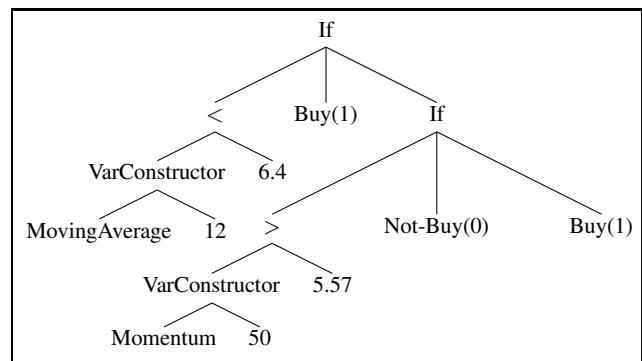 If
< Buy(1) If
VarConstructor 6.4
MovingAverage 12 > Not-Buy(0) Buy(1)
VarConstructor 5.57
Momentum 50